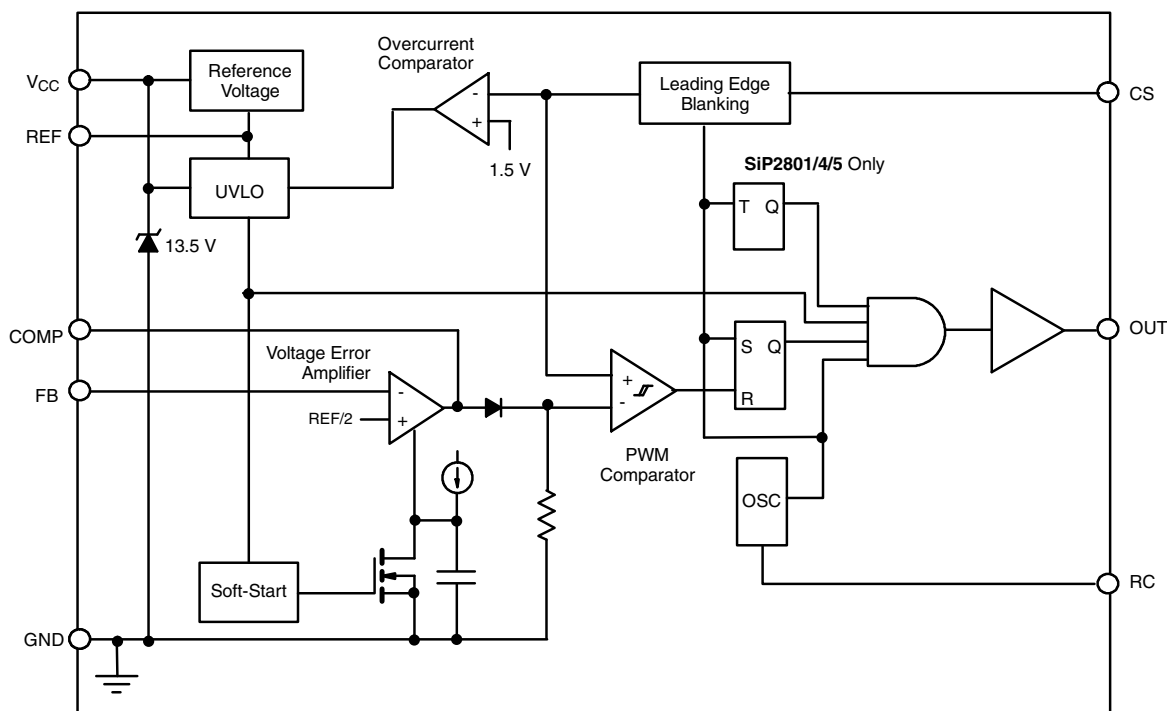 Overcurrent
Comparator
VCC
Reference
Voltage
-
+
1.5 V
Leading Edge
Blanking
CS
REF
UVLO
SiP2801/4/5 Only
T Q
13.5 V
COMP
Voltage Error
Amplifier
FB
-
REF/2
+
+
-
PWM
Comparator
S Q
R
OUT
OSC
Soft-Start
RC
GND